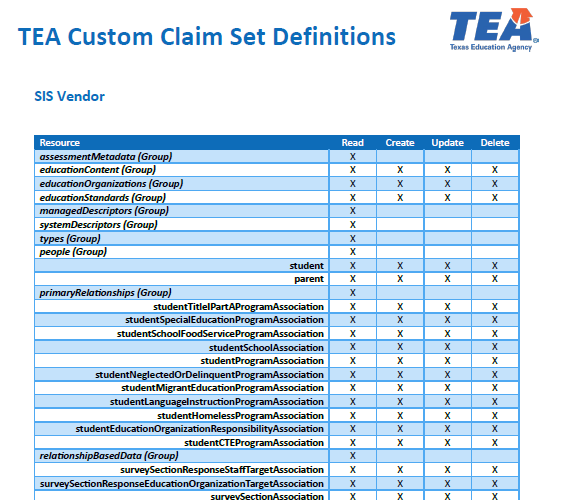 TEA Custom Claim Set Definitions
TEA
Texas Education Agency
SIS Vendor
Resource Read Create Update Delete
assessmentMetadata (Group) X
educationContent (Group) X X X X
educationOrganizations (Group) X X X X
educationStandards (Group) X X X X
managedDescriptors (Group) X
systemDescriptors (Group) X
types (Group) X
people (Group) X
student X X X X
parent X X X X
primaryRelationships (Group) X
studentTitleIPartAProgramAssociation X X X X
studentSpecialEducationProgramAssociation X X X X
studentSchoolFoodServiceProgramAssociation X X X X
studentSchoolAssociation X X X X
studentProgramAssociation X X X X
studentNeglectedOrDelinquentProgramAssociation X X X X
studentMigrantEducationProgramAssociation X X X X
studentLanguageInstructionProgramAssociation X X X X
studentHomelessProgramAssociation X X X X
studentEducationOrganizationResponsibilityAssociation X X X X
studentCTEProgramAssociation X X X X
relationshipBasedData (Group) X
surveySectionResponseStaffTargetAssociation X X X X
surveySectionResponseEducationOrganizationTargetAssociation X X X X
surveySectionAssociation X X X X